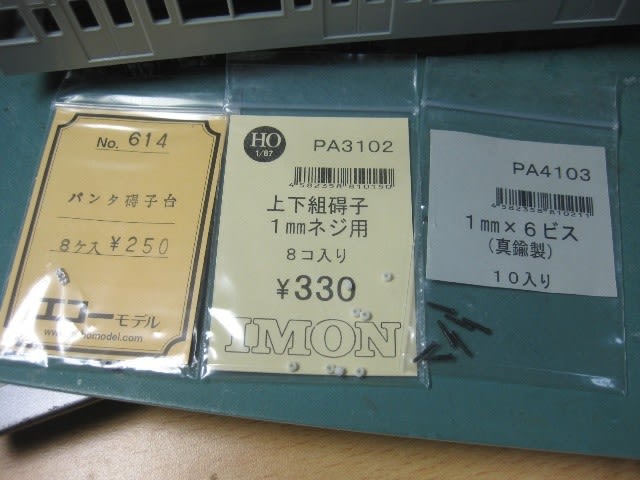 No. 614
パンタ碍子台
8ケ入 ¥250
エコーモデル
HO
1/87
PA3102
上下組碍子
1mmネジ用
8コ入り
¥330
IMON
PA4103
1mm×6ビス
(真鍮製)
10入り